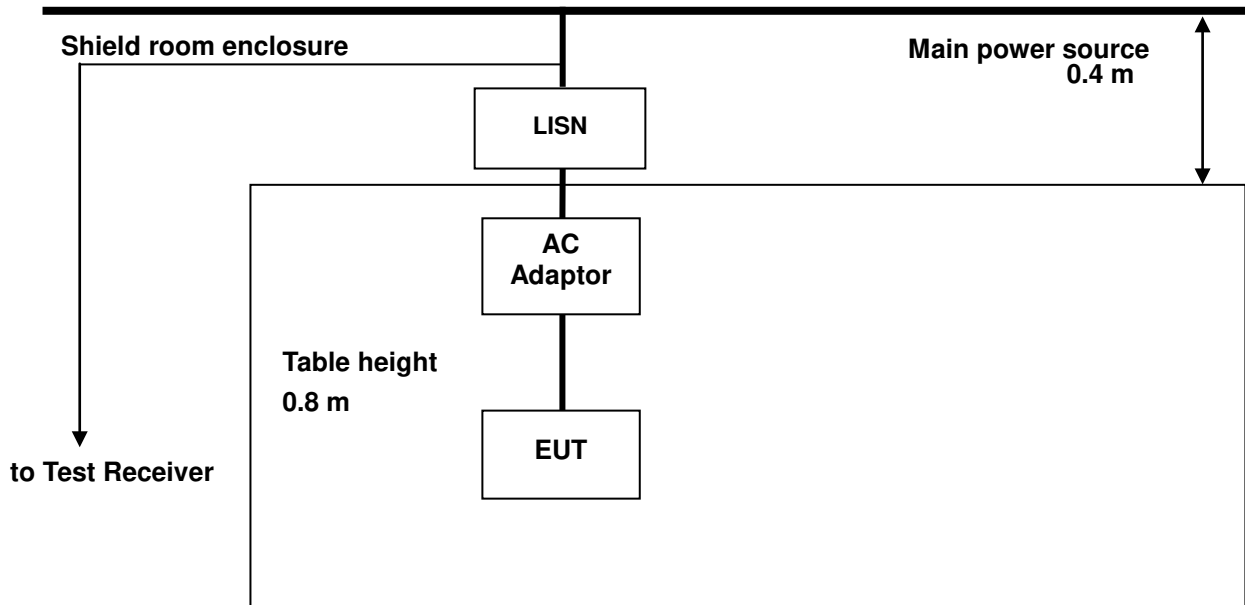 Shield room enclosure
Main power source
0.4 m
LISN
AC
Adaptor
Table height
0.8 m
EUT
to Test Receiver